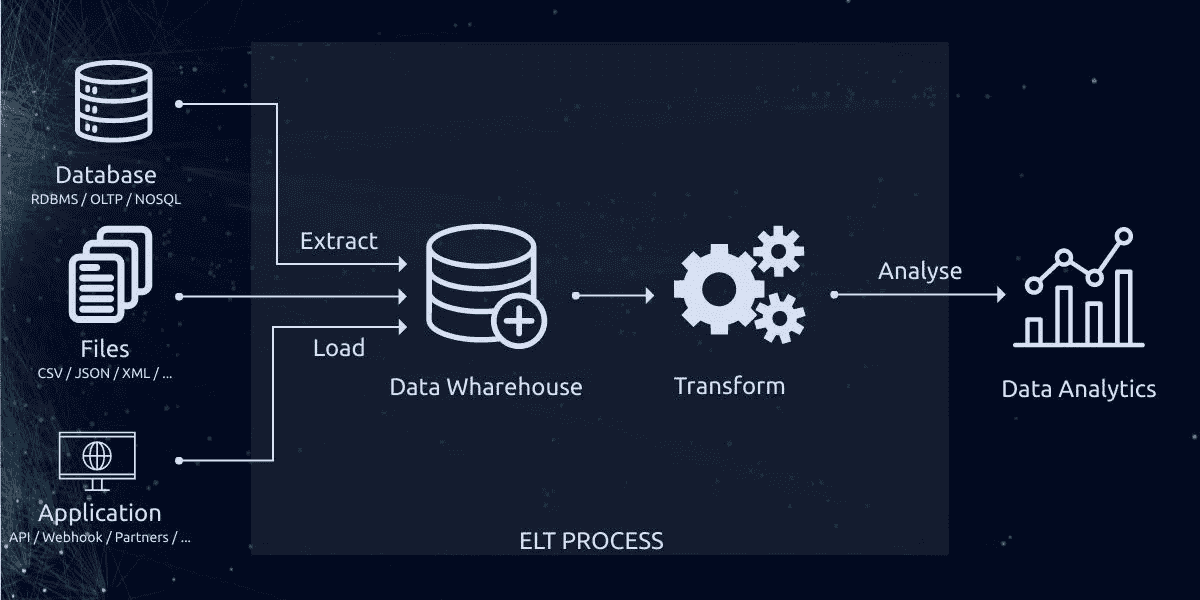 Database
RDBMS / OLTP / NOSQL
Files
CSV / JSON / XML / ...
Application
API / Webhook / Partners / ...
Extract
Load
Data Wharehouse
Transform
Analyse
Data Analytics
ELT PROCESS